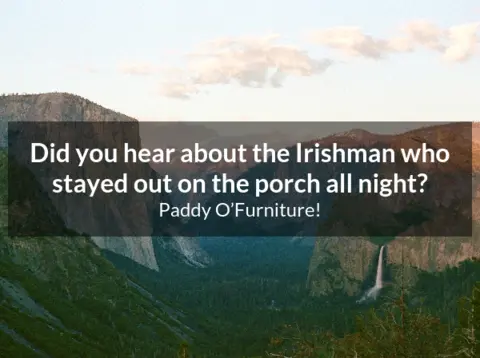 Did you hear about the Irishman who
stayed out on the porch all night?
Paddy O’Furniture!